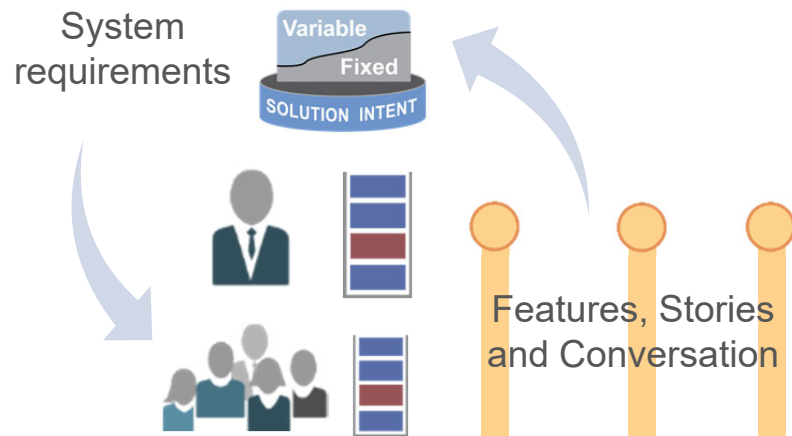 System
requirements
Variable
Fixed
SOLUTION INTENT
Features, Stories
and Conversation